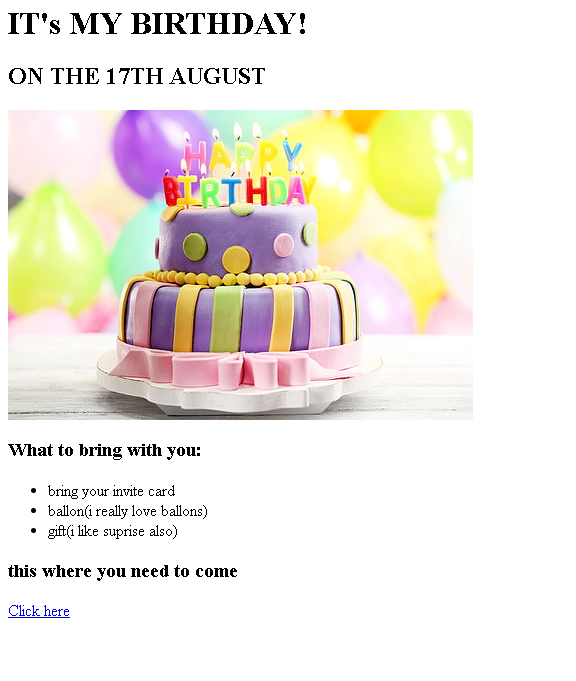 IT's MY BIRTHDAY!
ON THE 17TH AUGUST
HAPPY
BIRTHDAY
What to bring with you:
bring your invite card
ballon(i really love ballons)
gift(i like suprise also)
this where you need to come
Click here